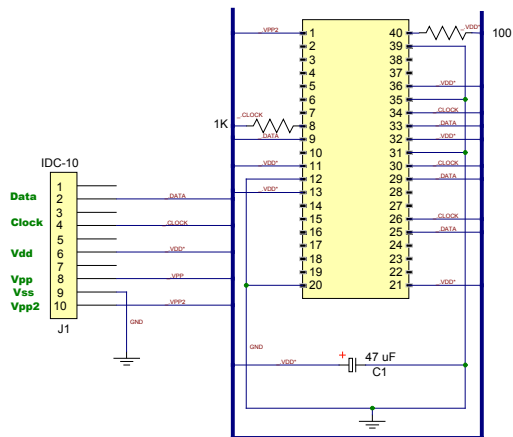 _VPP2 1 40 _VDD* 100
2 39
3 38
4 37
5 36 _VDD*
6 35
_CLOCK 7 34 _CLOCK
1K 8 33 _DATA
_DATA 9 32 _VDD*
10 31
_VDD* 11 30 _CLOCK
12 29 _DATA
_VDD* 13 28
14 27
15 26 _CLOCK
16 25 _DATA
17 24
18 23
19 22
20 21 _VDD*
IDC-10
1
Data 2 _DATA
3
Clock 4 _CLOCK
5
Vdd 6 _VDD*
7
Vpp 8 _VPP
Vss 9
Vpp2 10 _VPP2
J1
GND
GND
_VDD* + 47 uF
C1